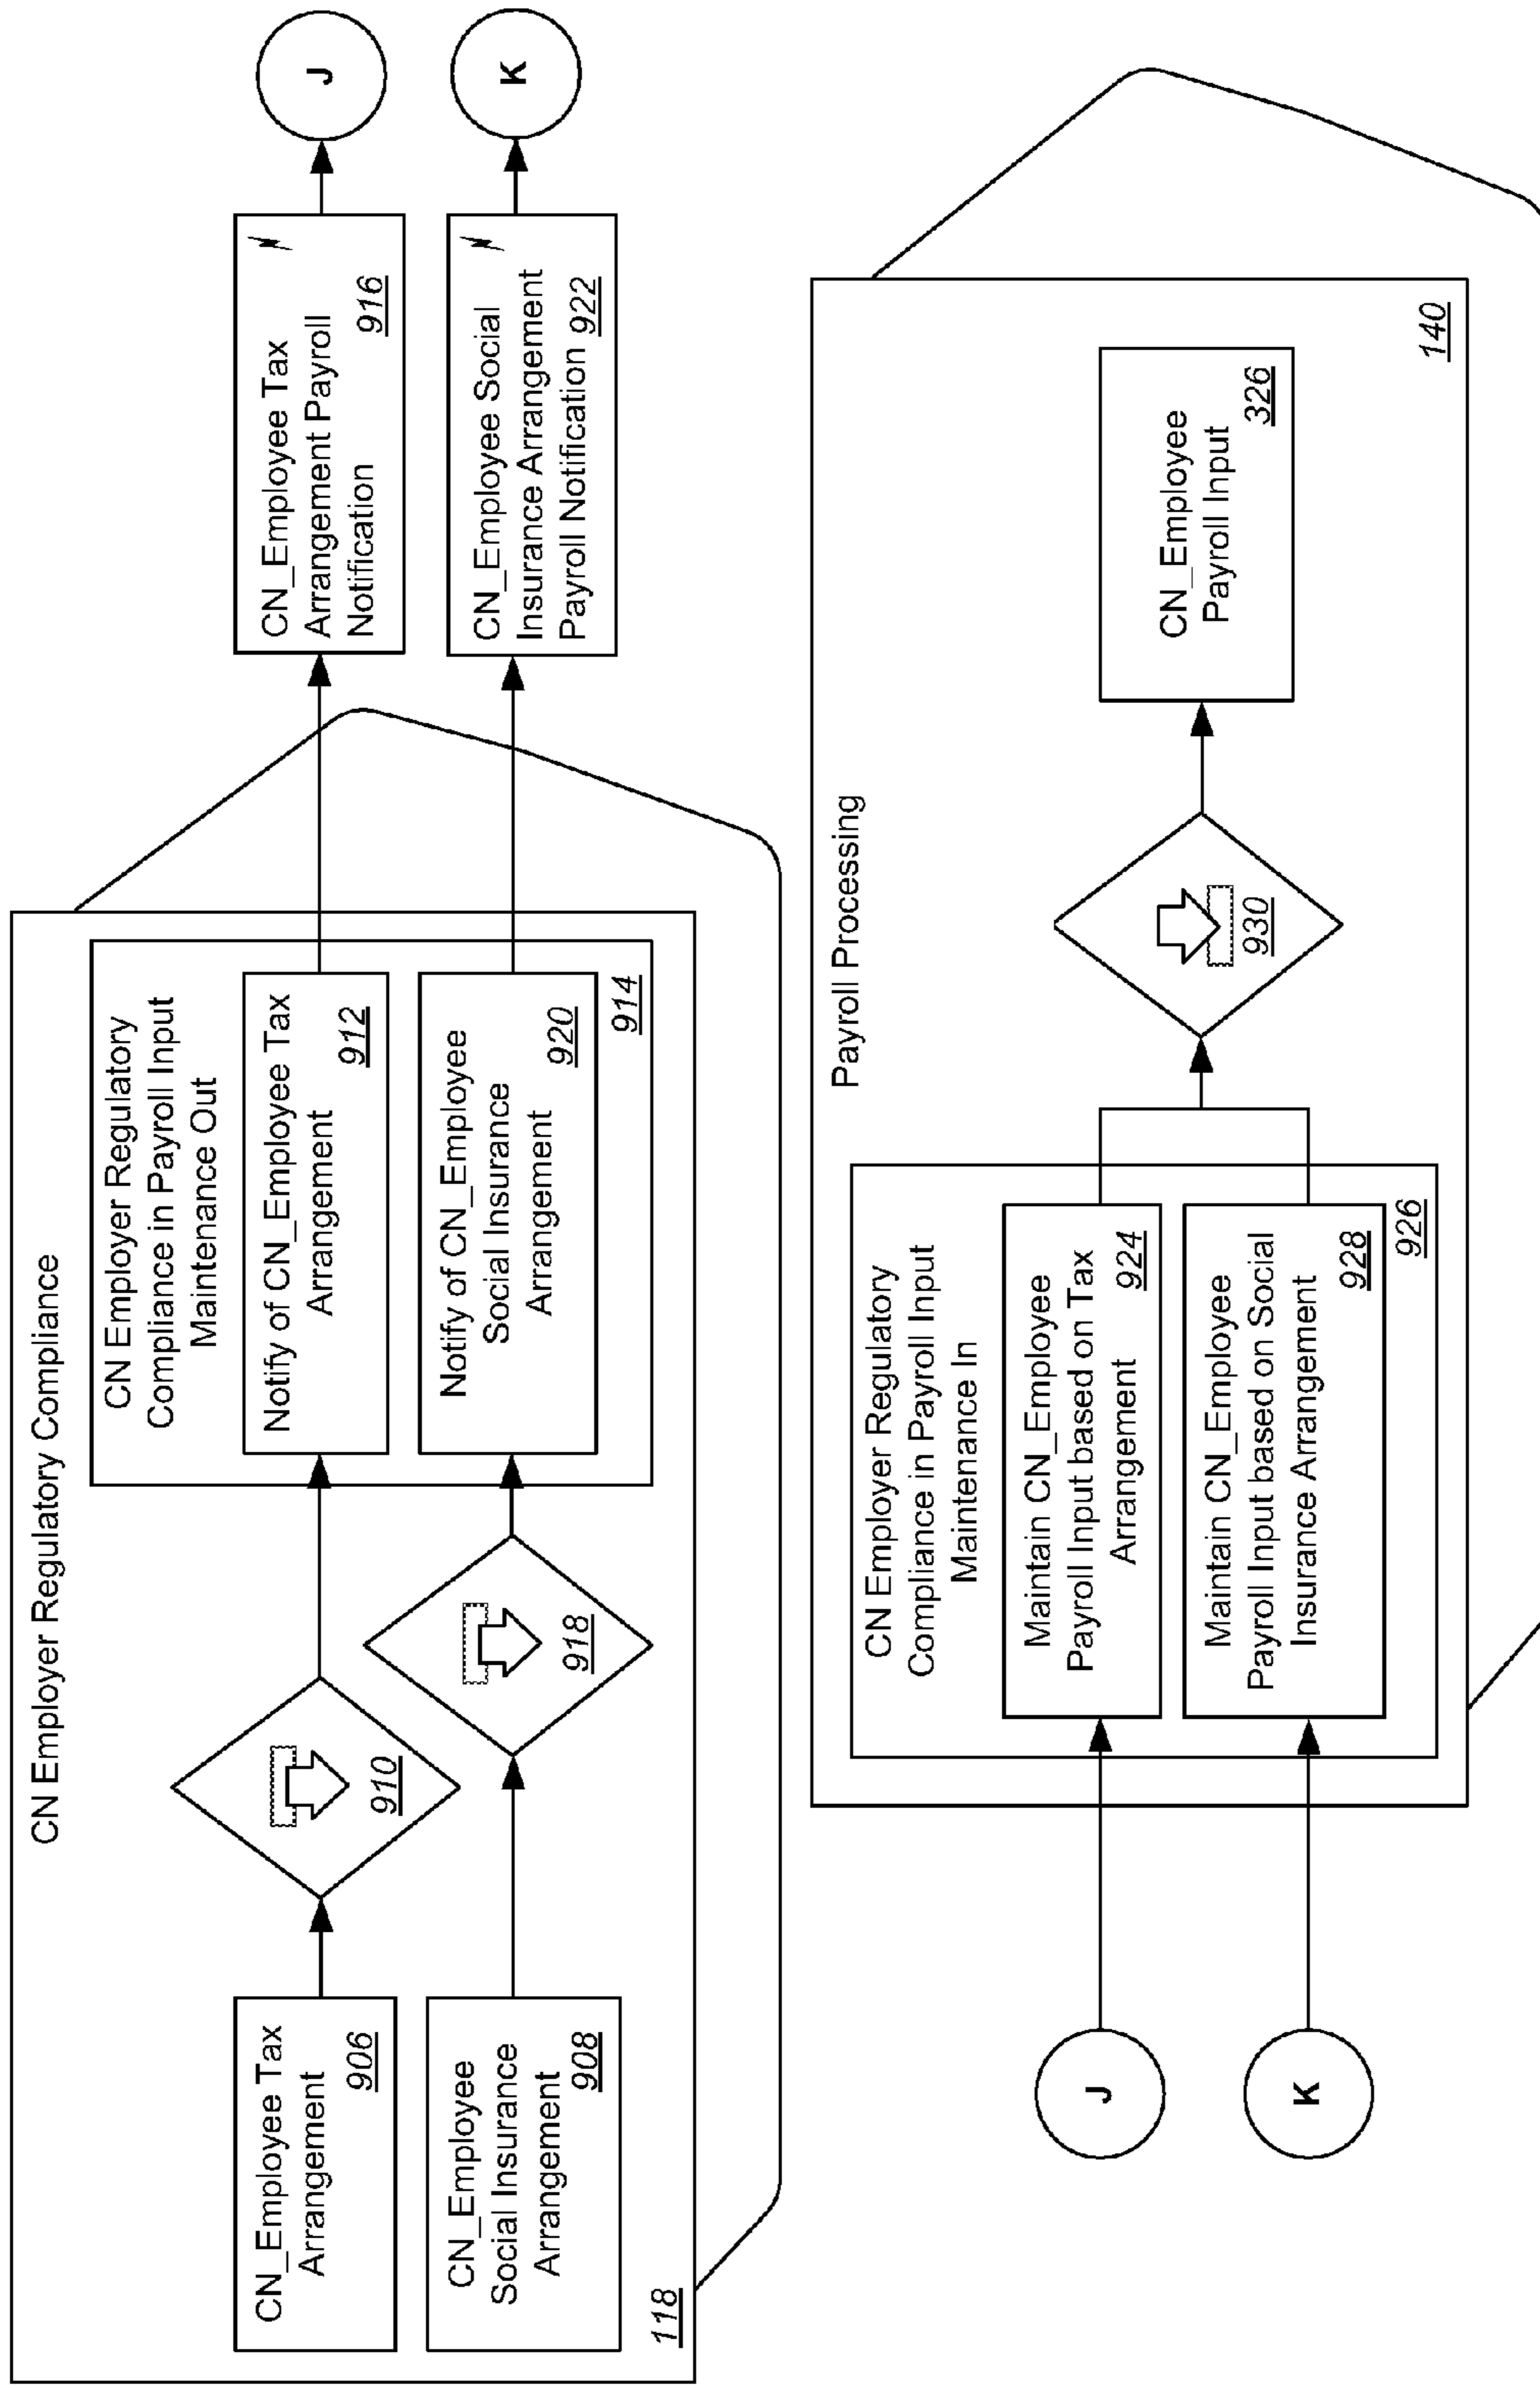 CN Employer Regulatory Compliance
CN_Employee Tax
Arrangement
906
910
CN Employer Regulatory
Compliance in Payroll Input
Maintenance Out
Notify of CN_Employee Tax
Arrangement
912
CN_Employee Tax
Arrangement Payroll
Notification
916
J
CN_Employee
Social Insurance
Arrangement
908
918
Notify of CN_Employee
Social Insurance
Arrangement
920
914
CN_Employee Social
Insurance Arrangement
Payroll Notification 922
K
118
Payroll Processing
CN Employer Regulatory
Compliance in Payroll Input
Maintenance In
J
Maintain CN_Employee
Payroll Input based on Tax
Arrangement
924
K
Maintain CN_Employee
Payroll Input based on Social
Insurance Arrangement
928
926
930
CN_Employee
Payroll Input
326
140